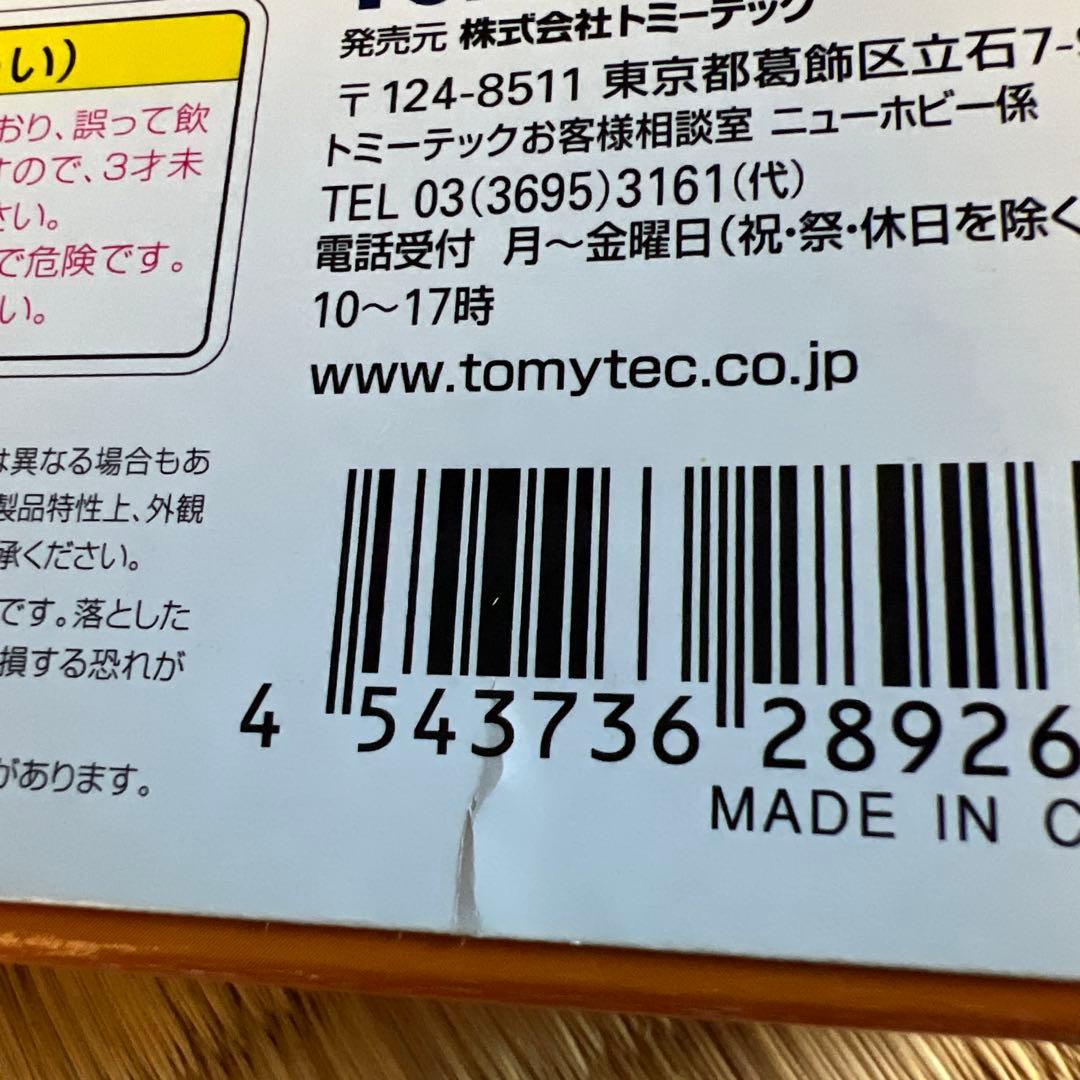 い)
発売元 株式会社トミーテック
〒124-8511 東京都葛飾区立石7-
トミーテックお客様相談室 ニューホビー係
TEL 03(3695)3161(代)
電話受付 月～金曜日(祝・祭・休日を除く
10～17時
www.tomytec.co.jp
おり、誤って飲
すので、3才未
さい。
で危険です。
い。
は異なる場合もあ
製品特性上、外観
承ください。
です。落とした
損する恐れが
があります。
4 543736 28926
MADE IN C